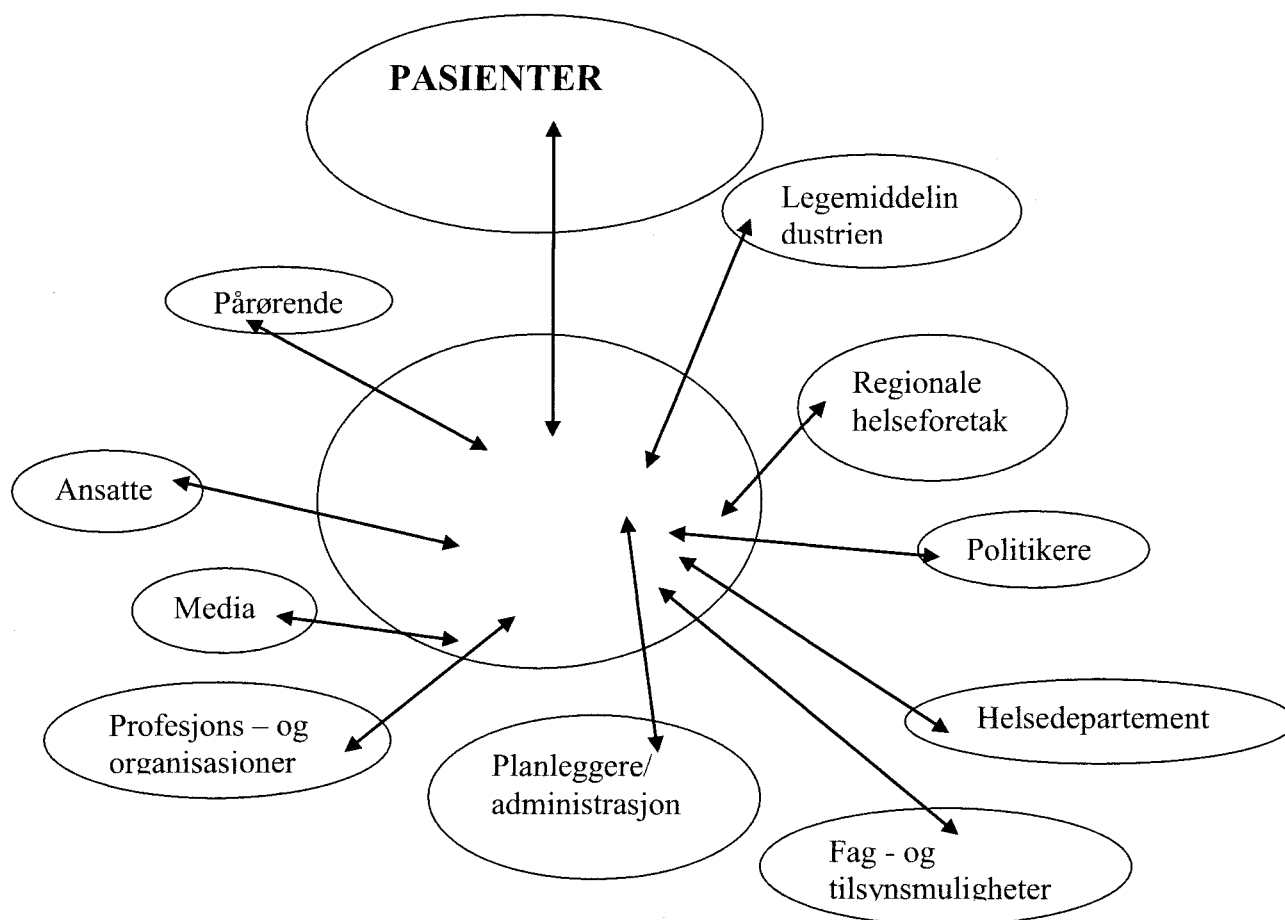 PASIENTER
Legemiddelin
dustrien
Pårørende
Regionale
helseforetak
Ansatte
Politikere
Media
Helsedepartement
Profesjons – og
organisasjoner
Planleggere/
administrasjon
Fag - og
tilsynsmuligheter